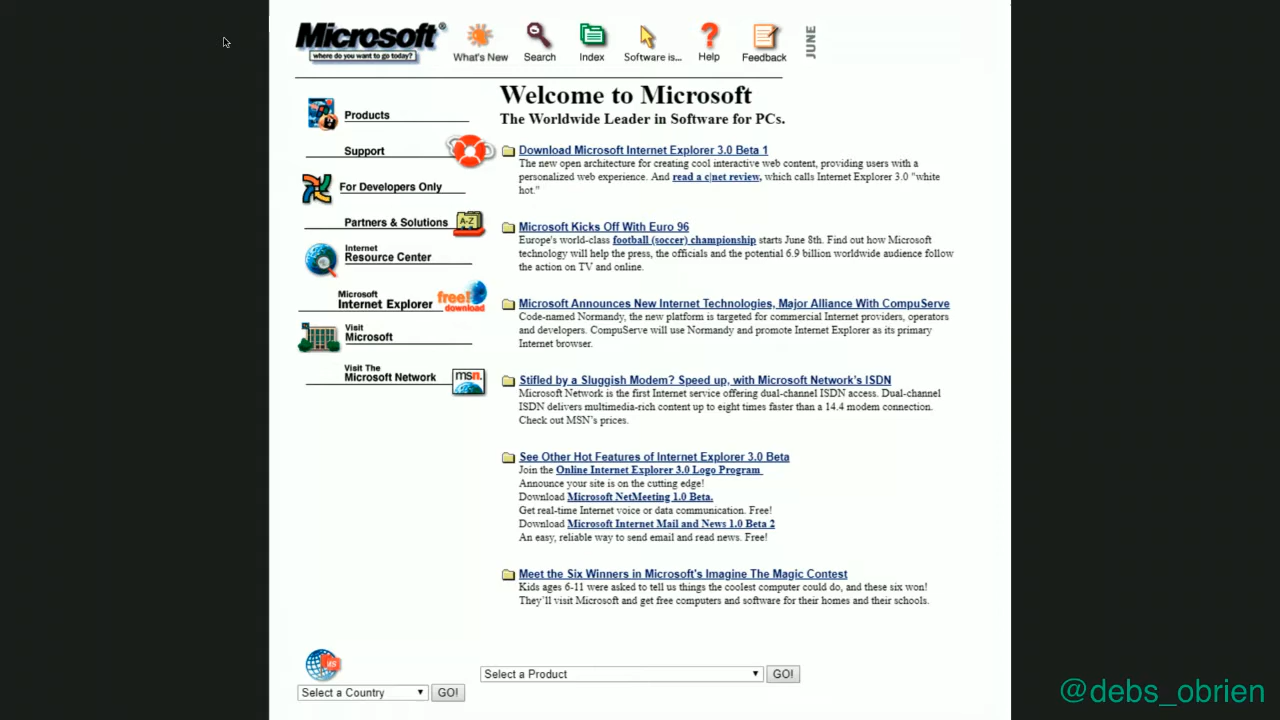 Microsoft®
where do you want to go today?
What's New
Search
Index
Software is...
Help
Feedback
JUNE
Products
Support
For Developers Only
Partners & Solutions
A-Z
Internet
Resource Center
Microsoft
Internet Explorer
free!
download
Visit
Microsoft
Visit The
Microsoft Network
msn.
Welcome to Microsoft
The Worldwide Leader in Software for PCs.
Download Microsoft Internet Explorer 3.0 Beta 1
The new open architecture for creating cool interactive web content, providing users with a
personalized web experience. And read a c|net review, which calls Internet Explorer 3.0 "white
hot."
Microsoft Kicks Off With Euro 96
Europe's world-class football (soccer) championship starts June 8th. Find out how Microsoft
technology will help the press, the officials and the potential 6.9 billion worldwide audience follow
the action on TV and online.
Microsoft Announces New Internet Technologies, Major Alliance With CompuServe
Code-named Normandy, the new platform is targeted for commercial Internet providers, operators
and developers. CompuServe will use Normandy and promote Internet Explorer as its primary
Internet browser.
Stifled by a Sluggish Modem? Speed up, with Microsoft Network's ISDN
Microsoft Network is the first Internet service offering dual-channel ISDN access. Dual-channel
ISDN delivers multimedia-rich content up to eight times faster than a 14.4 modem connection.
Check out MSN's prices.
See Other Hot Features of Internet Explorer 3.0 Beta
Join the Online Internet Explorer 3.0 Logo Program
Announce your site is on the cutting edge!
Download Microsoft NetMeeting 1.0 Beta.
Get real-time Internet voice or data communication. Free!
Download Microsoft Internet Mail and News 1.0 Beta 2
An easy, reliable way to send email and read news. Free!
Meet the Six Winners in Microsoft's Imagine The Magic Contest
Kids ages 6-11 were asked to tell us things the coolest computer could do, and these six won!
They'll visit Microsoft and get free computers and software for their homes and their schools.
Select a Country
GO!
Select a Product
GO!
@debs_obrien